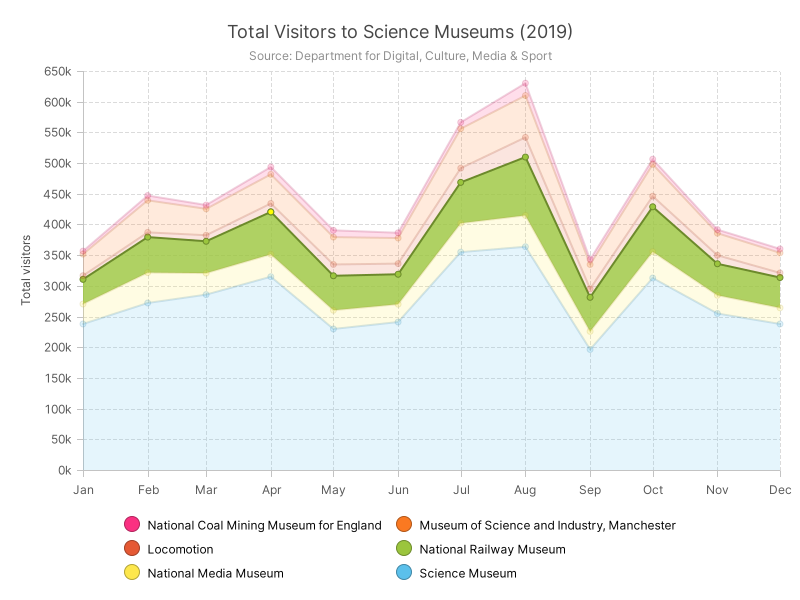 Total Visitors to Science Museums (2019)
Source: Department for Digital, Culture, Media & Sport
Total visitors
650k
600k
550k
500k
450k
400k
350k
300k
250k
200k
150k
100k
50k
0k
Jan Feb Mar Apr May Jun Jul Aug Sep Oct Nov Dec
National Coal Mining Museum for England Museum of Science and Industry, Manchester
Locomotion National Railway Museum
National Media Museum Science Museum